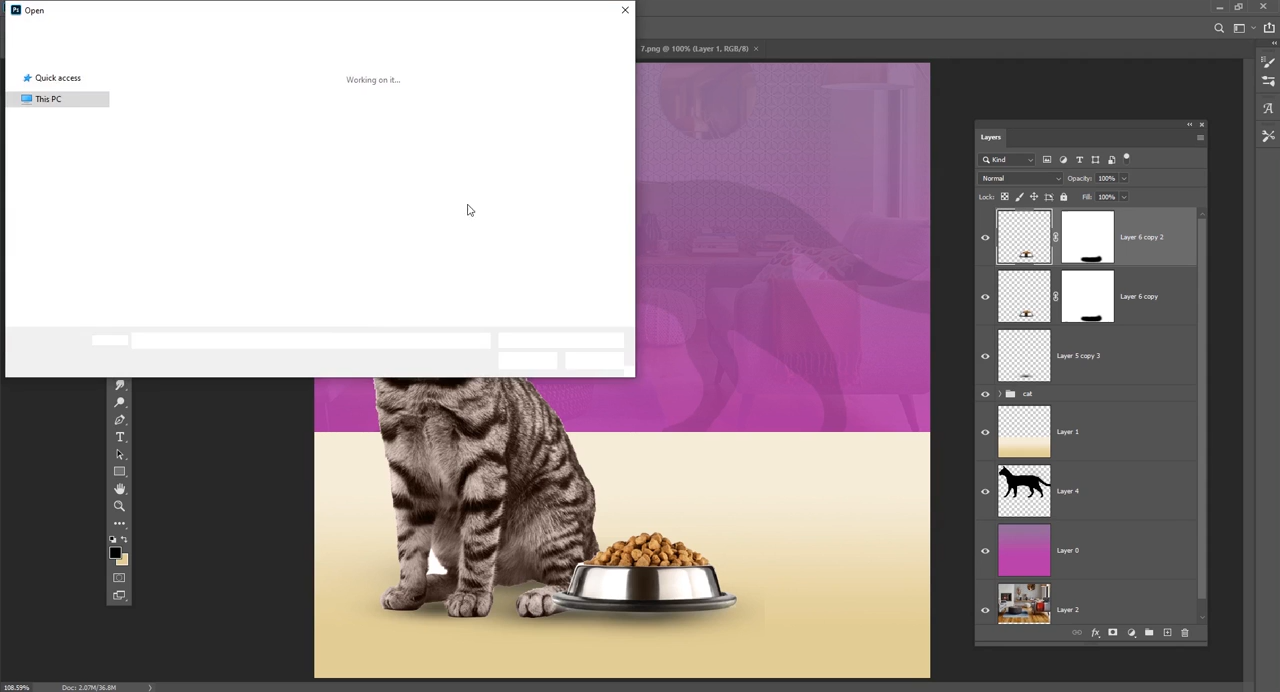 Ps Open
7.png @ 100% (Layer 1, RGB/8)
Quick access
This PC
Working on it...
Layers
Kind
Normal
Opacity: 100%
Lock:
Fill: 100%
Layer 6 copy 2
Layer 6 copy
Layer 5 copy 3
cat
Layer 1
Layer 4
Layer 0
Layer 2
fx
108.59%
Doc: 2.07M/36.8M